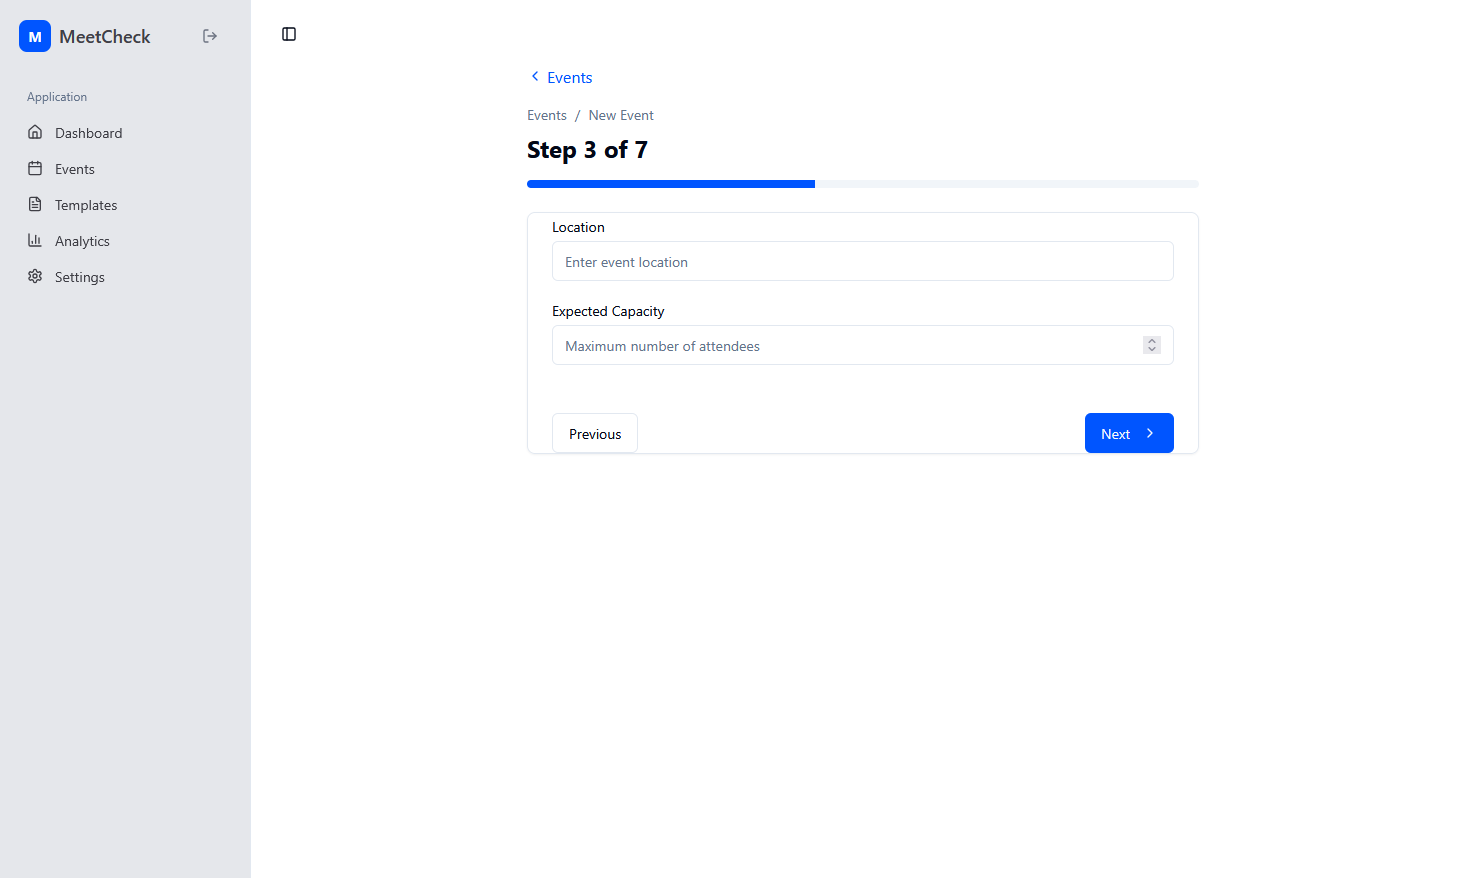 M MeetCheck
Application
Dashboard
Events
Templates
Analytics
Settings
Events
Events / New Event
Step 3 of 7
Location
Enter event location
Expected Capacity
Maximum number of attendees
Previous
Next